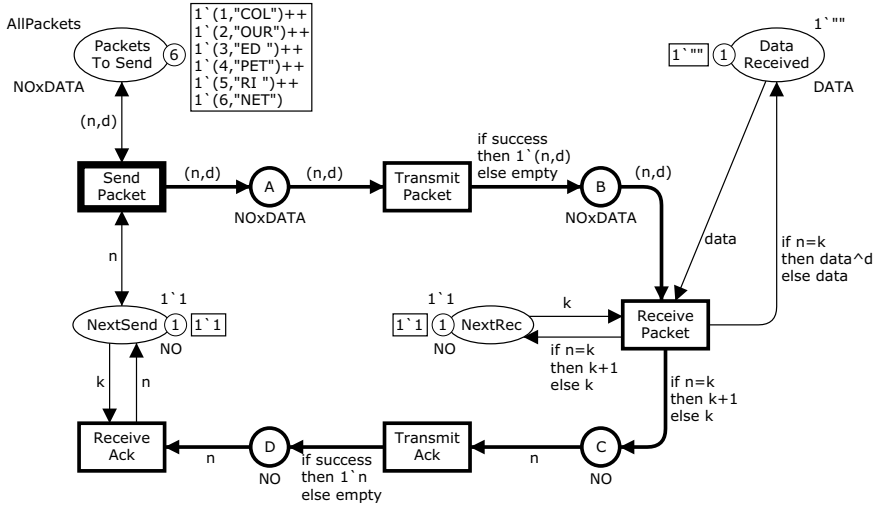 AllPackets
Packets
To Send
6
1`(1,"COL")++
1`(2,"OUR")++
1`(3,"ED ")++
1`(4,"PET")++
1`(5,"RI ")++
1`(6,"NET")
NOxDATA
1`""
1`""
1
Data
Received
DATA
(n,d)
Send
Packet
(n,d)
A
NOxDATA
(n,d)
Transmit
Packet
if success
then 1`(n,d)
else empty
B
NOxDATA
(n,d)
data
if n=k
then data^d
else data
n
NextSend
1`1
1
1`1
NO
1`1
1`1
1
NextRec
NO
k
if n=k
then k+1
else k
Receive
Packet
if n=k
then k+1
else k
k
n
Receive
Ack
n
D
NO
if success
then 1`n
else empty
Transmit
Ack
n
C
NO